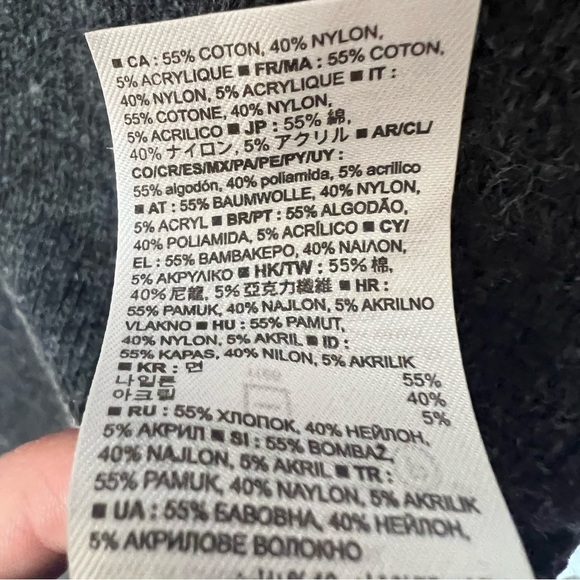 ■ CA : 55% COTON, 40% NYLON,
5% ACRYLIQUE ■ FR/MA : 55% COTON,
40% NYLON, 5% ACRYLIQUE ■ IT :
55% COTONE, 40% NYLON,
5% ACRILICO ■ JP : 55% 綿,
40% ナイロン, 5% アクリル ■ AR/CL/
CO/CR/ES/MX/PA/PE/PY/UY :
55% algodón, 40% poliamida, 5% acrílico
■ AT : 55% BAUMWOLLE, 40% NYLON,
5% ACRYL ■ BR/PT : 55% ALGODÃO,
40% POLIAMIDA, 5% ACRÍLICO ■ CY/
EL : 55% ΒΑΜΒΑΚΕΡΟ, 40% ΝΑΙΛΟΝ,
5% ΑΚΡΥΛΙΚΟ ■ HK/TW : 55% 棉,
40% 尼龍, 5% 亞克力纖維 ■ HR :
55% PAMUK, 40% NAJLON, 5% AKRILNO
VLAKNO ■ HU : 55% PAMUT,
40% NYLON, 5% AKRIL ■ ID :
55% KAPAS, 40% NILON, 5% AKRILIK
■ KR : 면 55%
나일론 40%
아크릴 5%
■ RU : 55% ХЛОПОК, 40% НЕЙЛОН,
5% АКРИЛ ■ SI : 55% BOMBAŽ,
40% NAJLON, 5% AKRIL ■ TR :
55% PAMUK, 40% NAYLON, 5% AKRILIK
■ UA : 55% БАВОВНА, 40% НЕЙЛОН,
5% АКРИЛОВЕ ВОЛОКНО